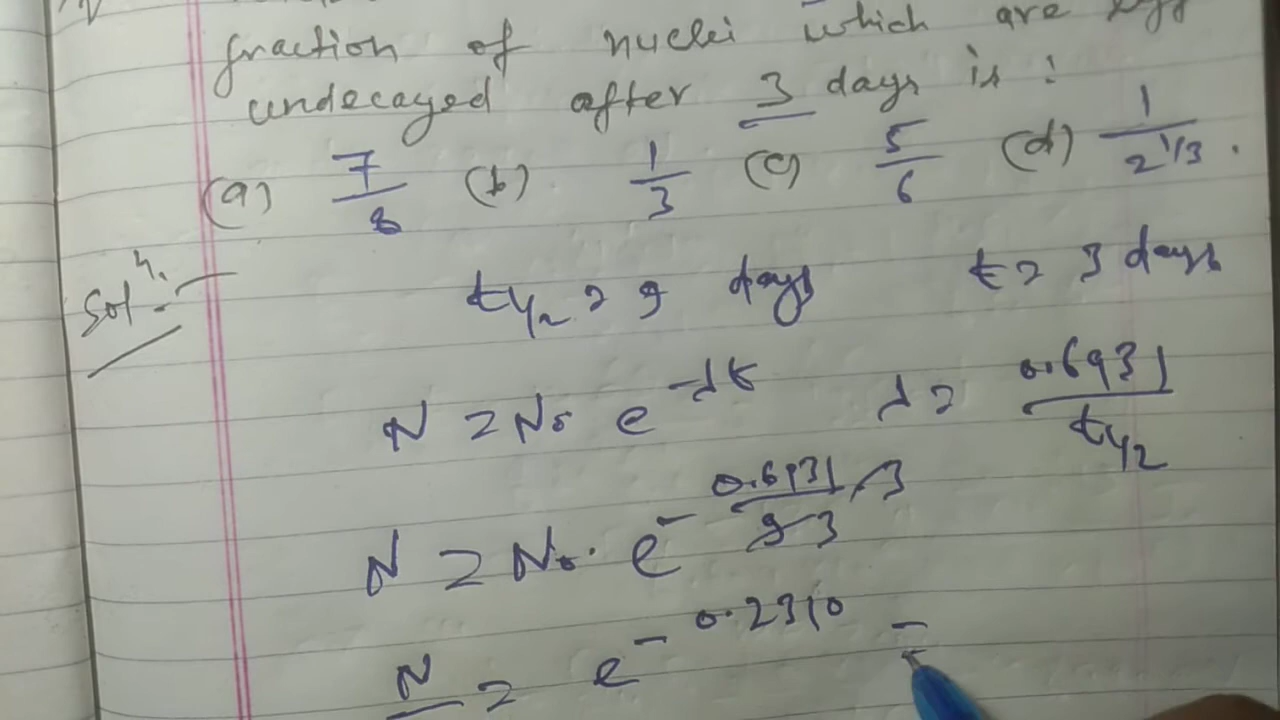 fraction of nuclei which are left
undecayed after 3 days is :
(a) 7/8 (b) 1/3 (c) 5/6 (d) 1/2^1/3 .
Solⁿ. t1/2 = 9 days t = 3 days
N = N₀ e^-λt λ = 0.6931/t1/2
N = N₀ . e^-0.6931/9 3 × 3
N = e^-0.2310 =